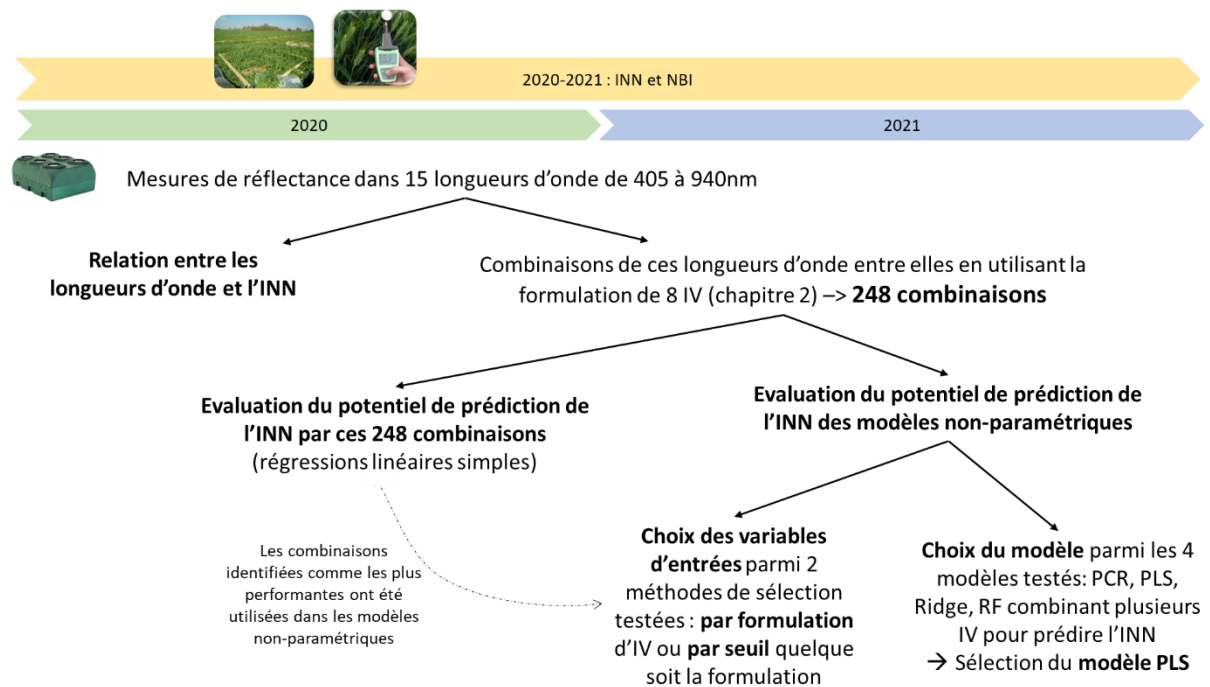 2020-2021 : INN et NBI
2020
2021
Mesures de réflectance dans 15 longueurs d'onde de 405 à 940nm
Relation entre les
longueurs d'onde et l'INN
Combinaisons de ces longueurs d'onde entre elles en utilisant la
formulation de 8 IV (chapitre 2) –> 248 combinaisons
Evaluation du potentiel de prédiction de
l'INN par ces 248 combinaisons
(régressions linéaires simples)
Evaluation du potentiel de prédiction de
l'INN des modèles non-paramétriques
Les combinaisons
identifiées comme les plus
performantes ont été
utilisées dans les modèles
non-paramétriques
Choix des variables
d'entrées parmi 2
méthodes de sélection
testées : par formulation
d'IV ou par seuil quelque
soit la formulation
Choix du modèle parmi les 4
modèles testés: PCR, PLS,
Ridge, RF combinant plusieurs
IV pour prédire l'INN
→ Sélection du modèle PLS